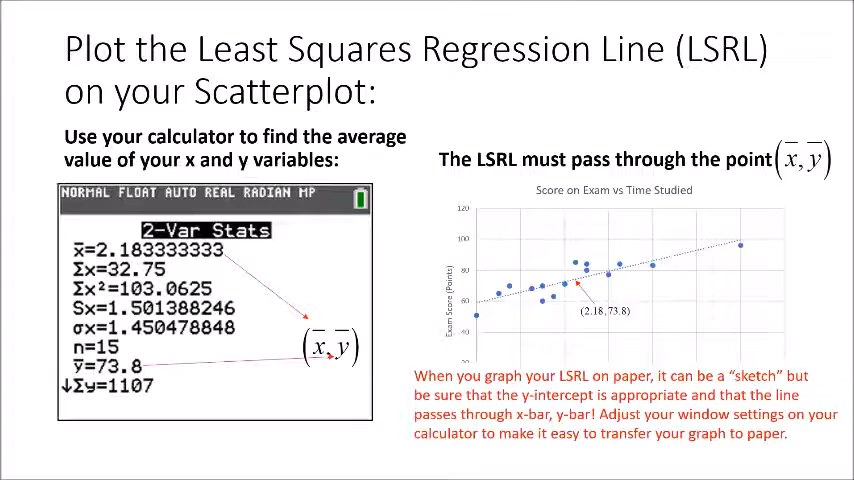 Plot the Least Squares Regression Line (LSRL)
on your Scatterplot:
Use your calculator to find the average
value of your x and y variables:
NORMAL FLOAT AUTO REAL RADIAN MP
2-Var Stats
x̄=2.183333333
Σx=32.75
Σx²=103.0625
Sx=1.501388246
σx=1.450478848
n=15
ȳ=73.8
↓Σy=1107
(x̄, ȳ)
The LSRL must pass through the point (x̄, ȳ)
Score on Exam vs Time Studied
120
100
80
60
40
20
Exam Score (Points)
(2.18,73.8)
When you graph your LSRL on paper, it can be a “sketch” but
be sure that the y-intercept is appropriate and that the line
passes through x-bar, y-bar! Adjust your window settings on your
calculator to make it easy to transfer your graph to paper.